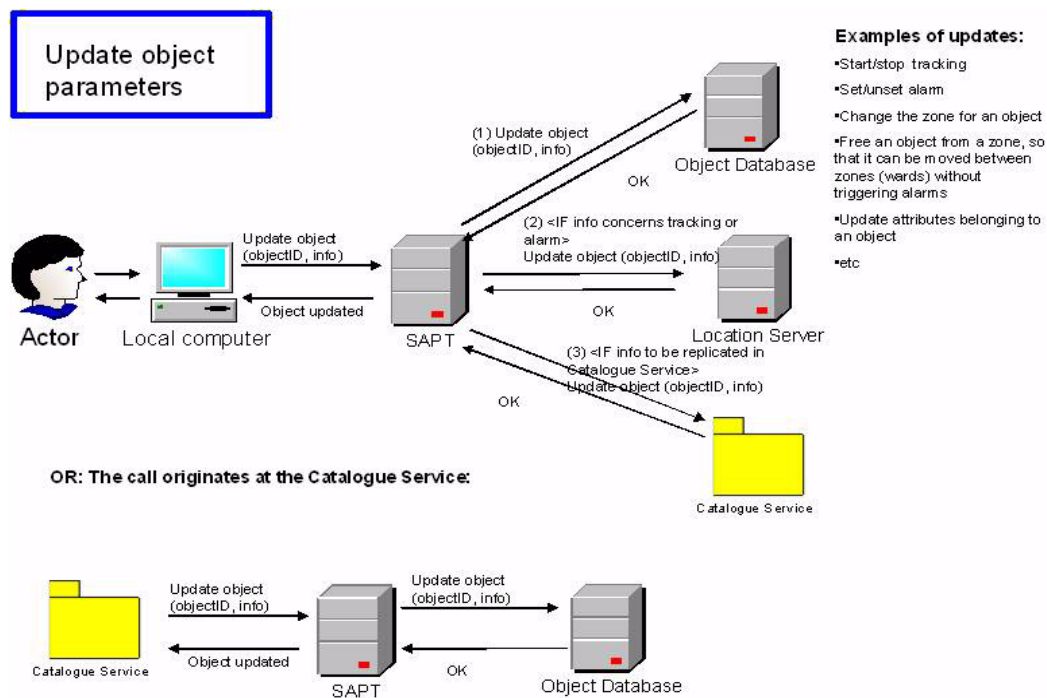 Update object
parameters
Examples of updates:
▪Start/stop tracking
▪Set/unset alarm
▪Change the zone for an object
▪Free an object from a zone, so
that it can be moved between
zones (wards) without
triggering alarms
▪Update attributes belonging to
an object
▪etc
(1) Update object
(objectID, info)
OK
Object Database
(2) <IF info concerns tracking or
alarm>
Update object (objectID, info)
OK
Location Server
Update object
(objectID, info)
Object updated
Actor
Local computer
SAPT
(3) <IF info to be replicated in
Catalogue Service>
Update object (objectID, info)
OK
Catalogue Service
OR: The call originates at the Catalogue Service:
Update object
(objectID, info)
Object updated
Catalogue Service
SAPT
Update object
(objectID, info)
OK
Object Database